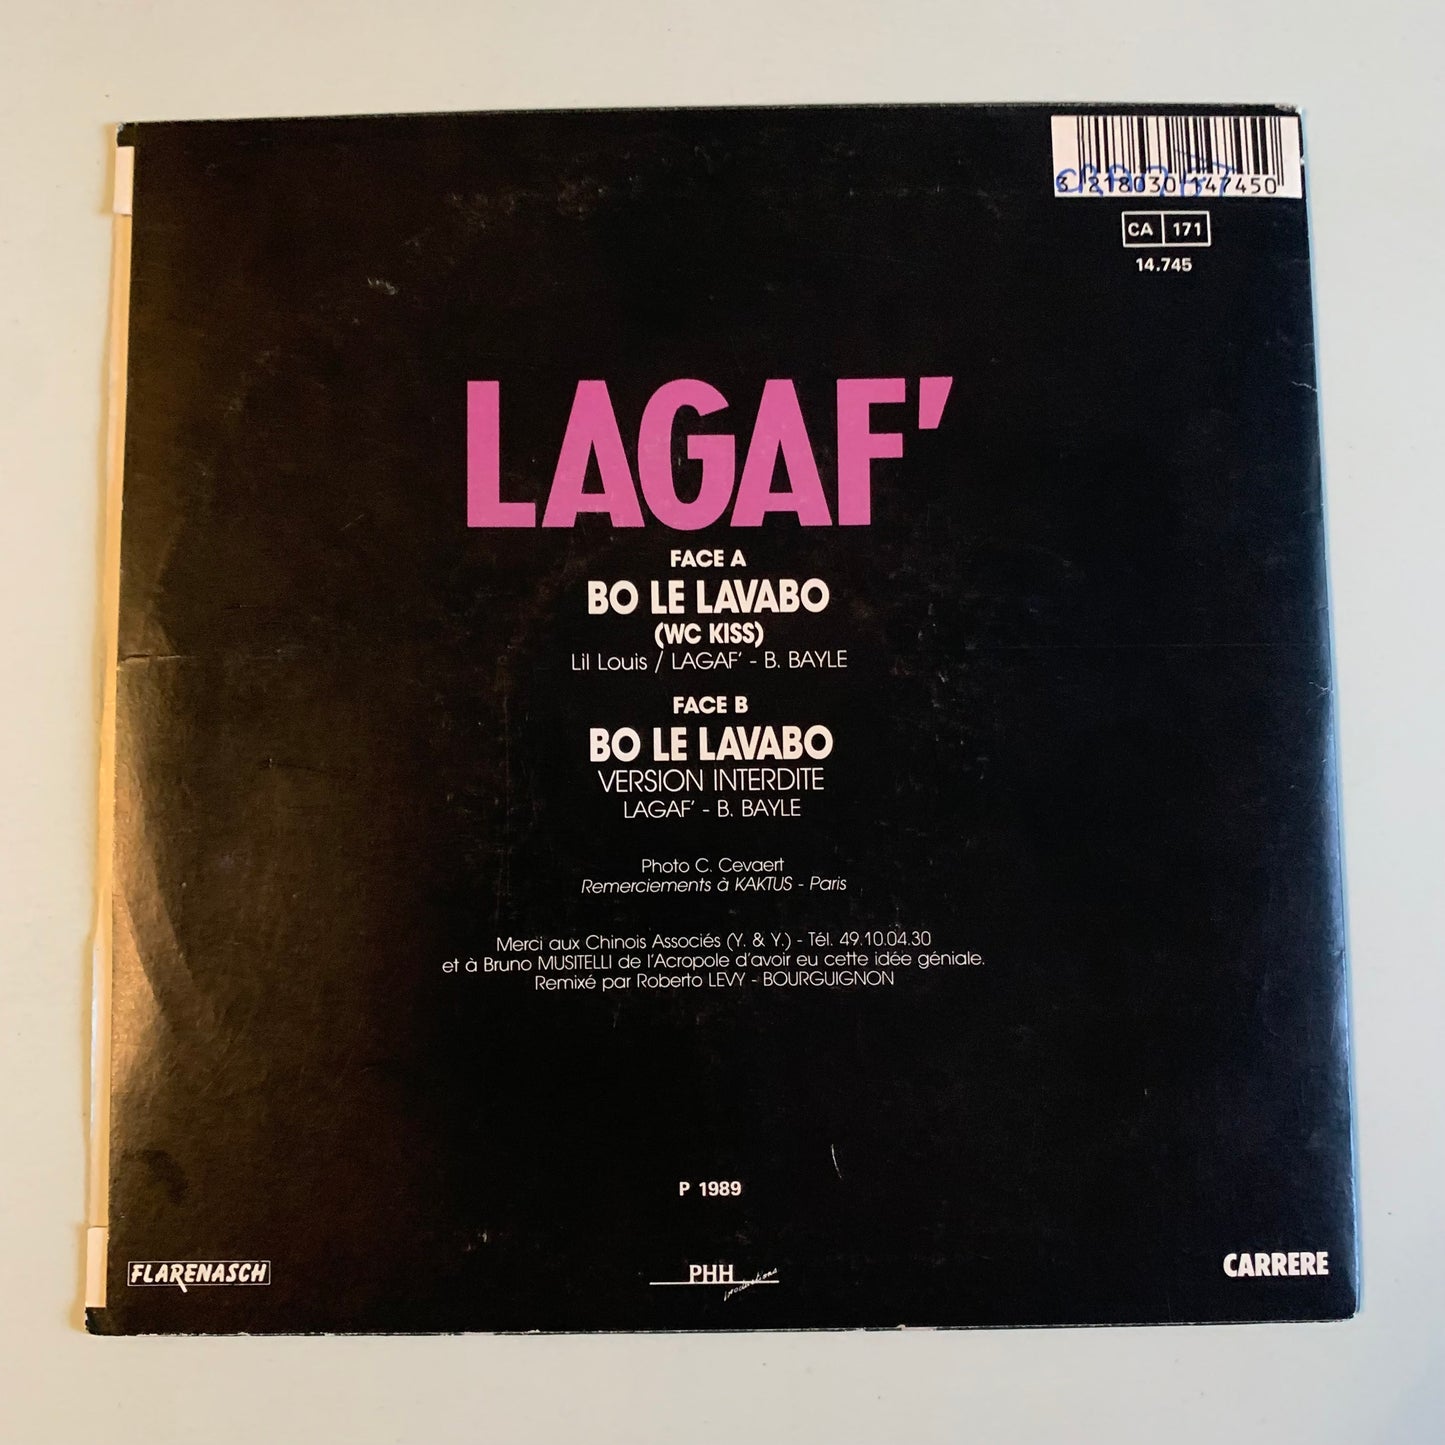 3 218030 147450
CA 171
14.745
LAGAF'
FACE A
BO LE LAVABO
(WC KISS)
Lil Louis / LAGAF' - B. BAYLE
FACE B
BO LE LAVABO
VERSION INTERDITE
LAGAF' - B. BAYLE
Photo C. Cevaert
Remerciements à KAKTUS - Paris
Merci aux Chinois Associés (Y. & Y.) - Tél. 49.10.04.30
et à Bruno MUSITELLI de l'Acropole d'avoir eu cette idée géniale.
Remixé par Roberto LEVY - BOURGUIGNON
P 1989
FLARENASCH
PHH productions
CARRERE